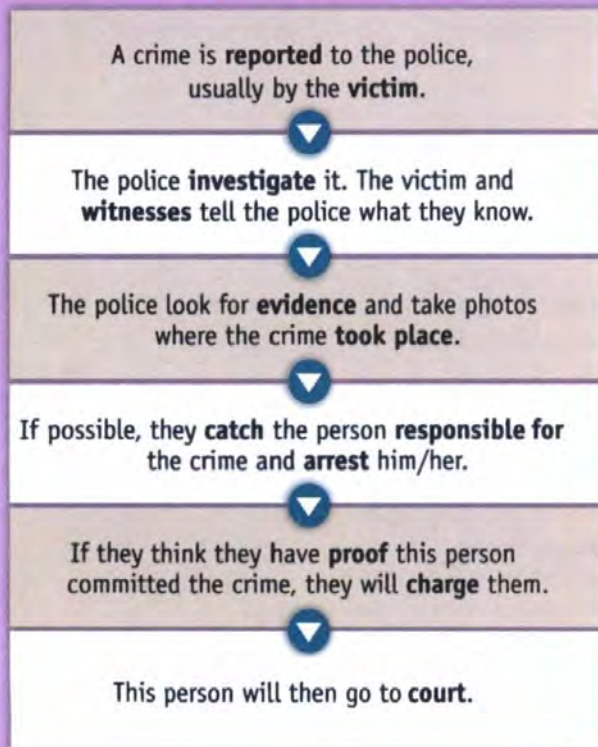 A crime is reported to the police,
usually by the victim.
The police investigate it. The victim and
witnesses tell the police what they know.
The police look for evidence and take photos
where the crime took place.
If possible, they catch the person responsible for
the crime and arrest him/her.
If they think they have proof this person
committed the crime, they will charge them.
This person will then go to court.